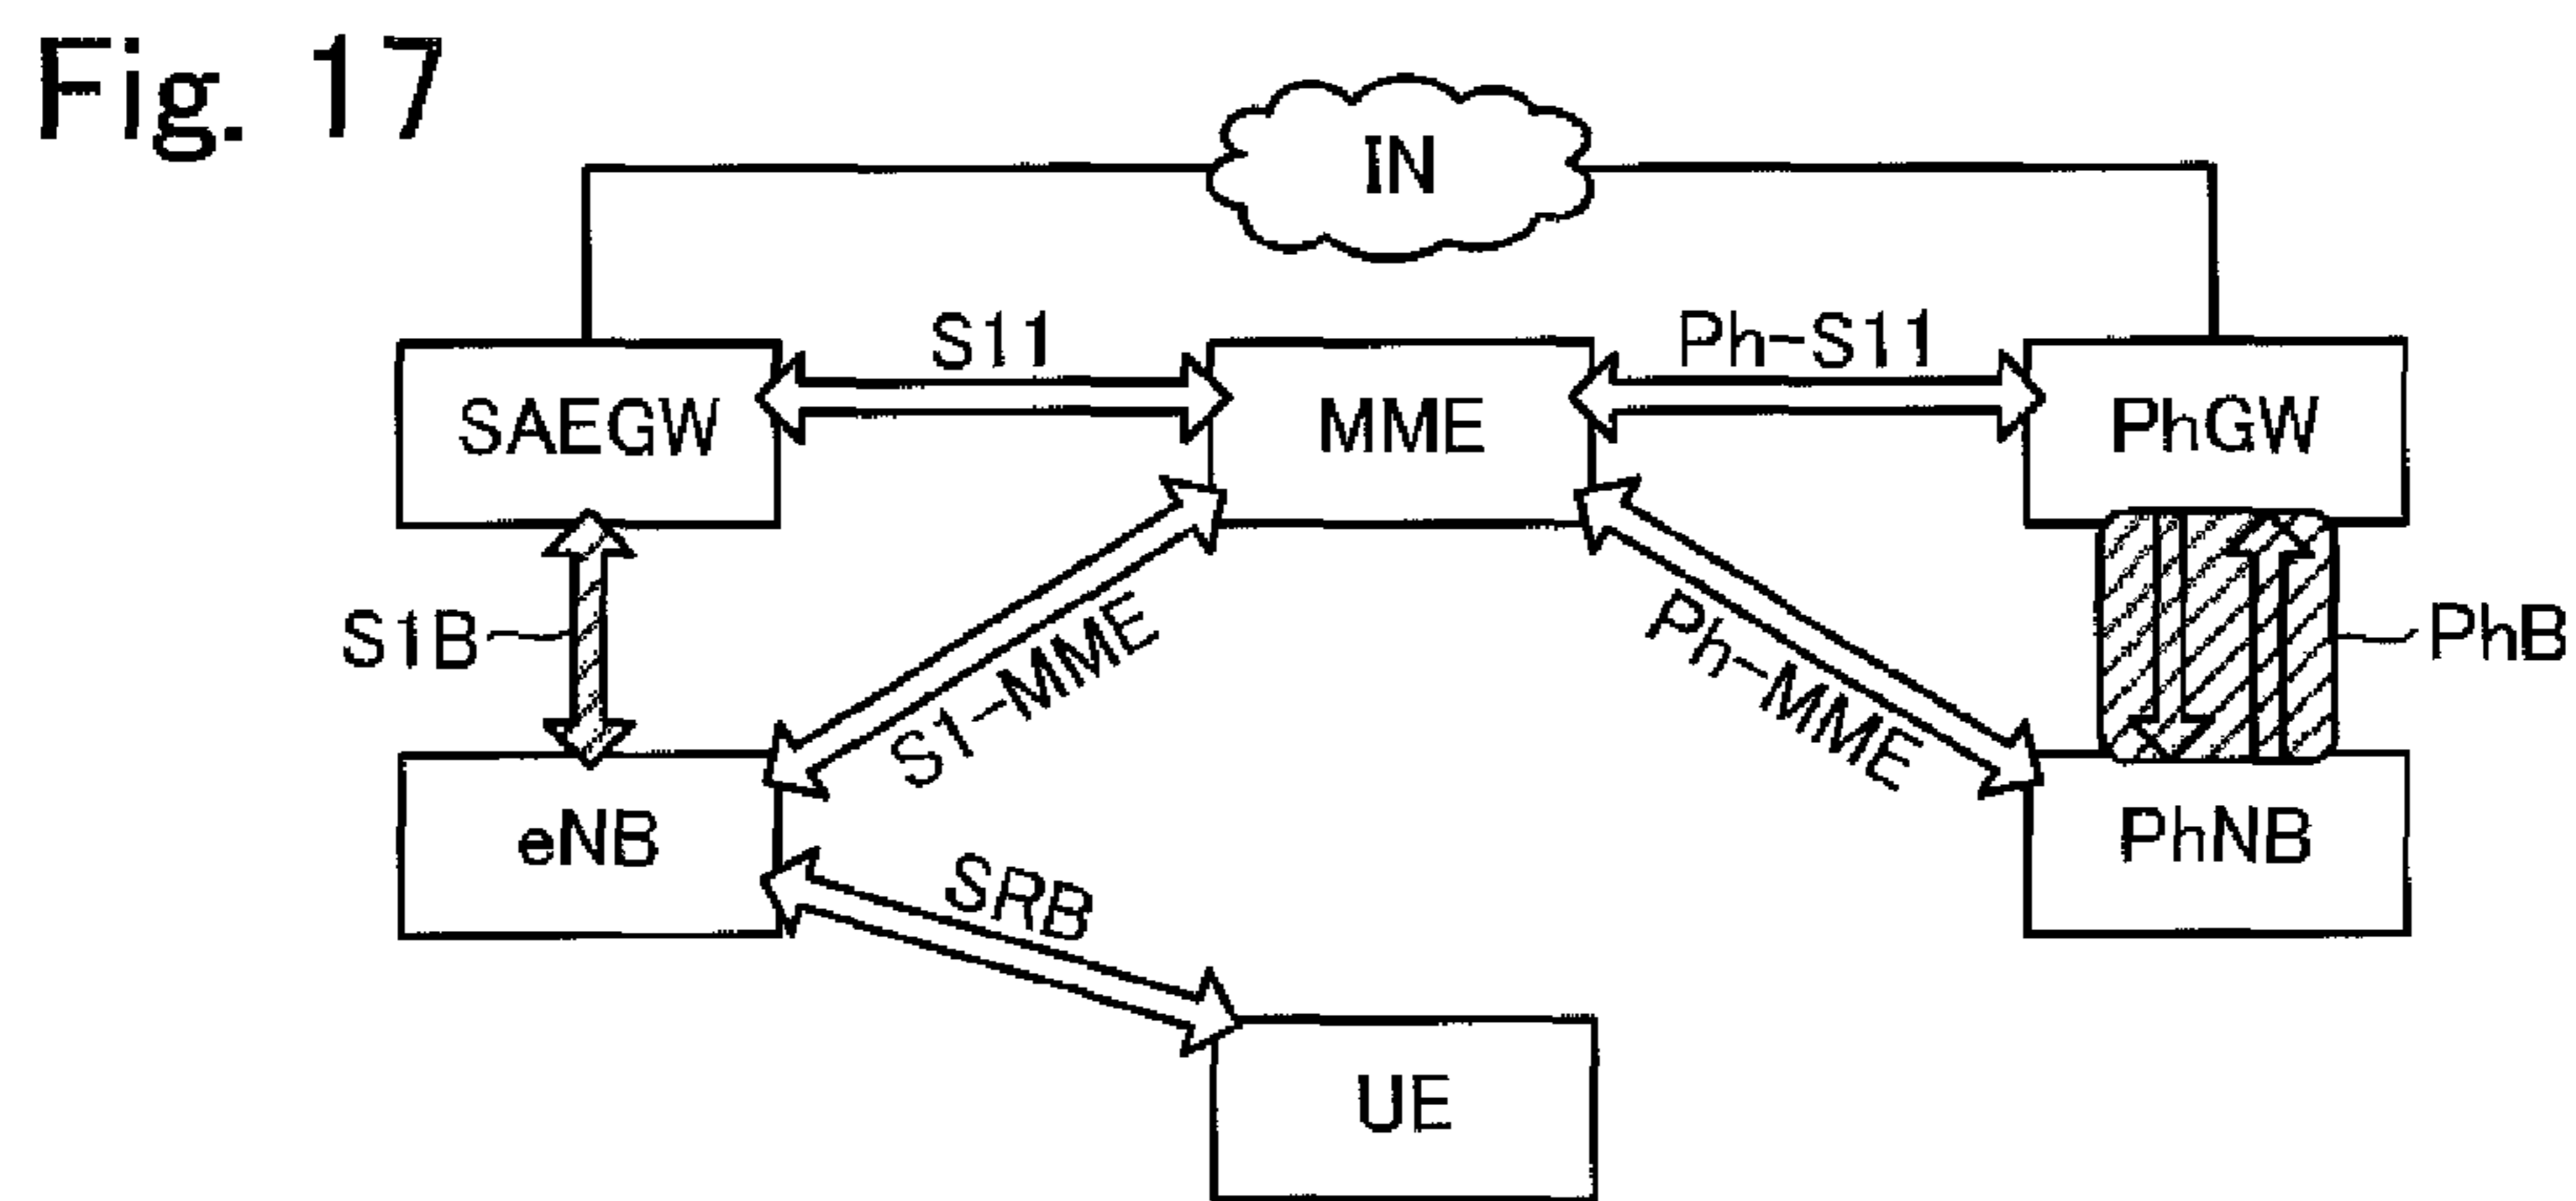 Fig. 17
IN
S11
Ph-S11
SAEGW
MME
PhGW
S1B
S1-MME
Ph-MME
PhB
eNB
SRB
PhNB
UE